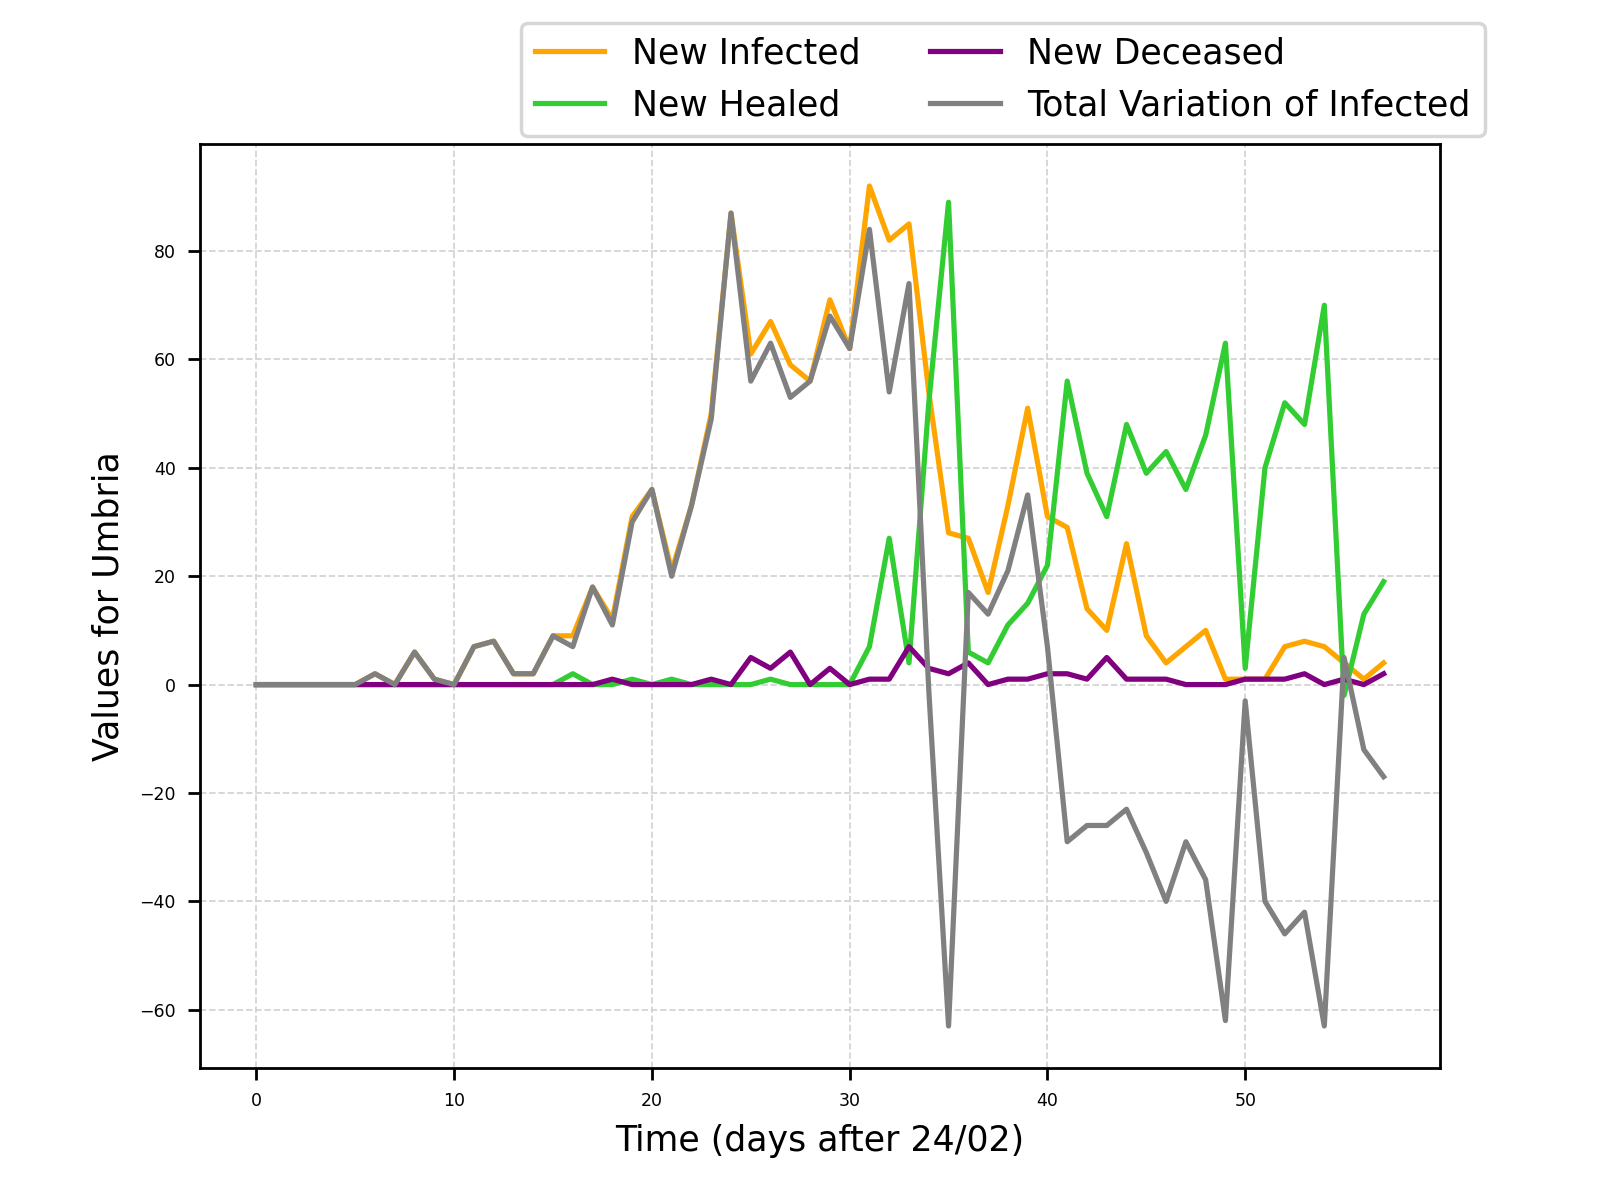 New Infected
New Healed
New Deceased
Total Variation of Infected
Values for Umbria
80
60
40
20
0
−20
−40
−60
0 10 20 30 40 50
Time (days after 24/02)